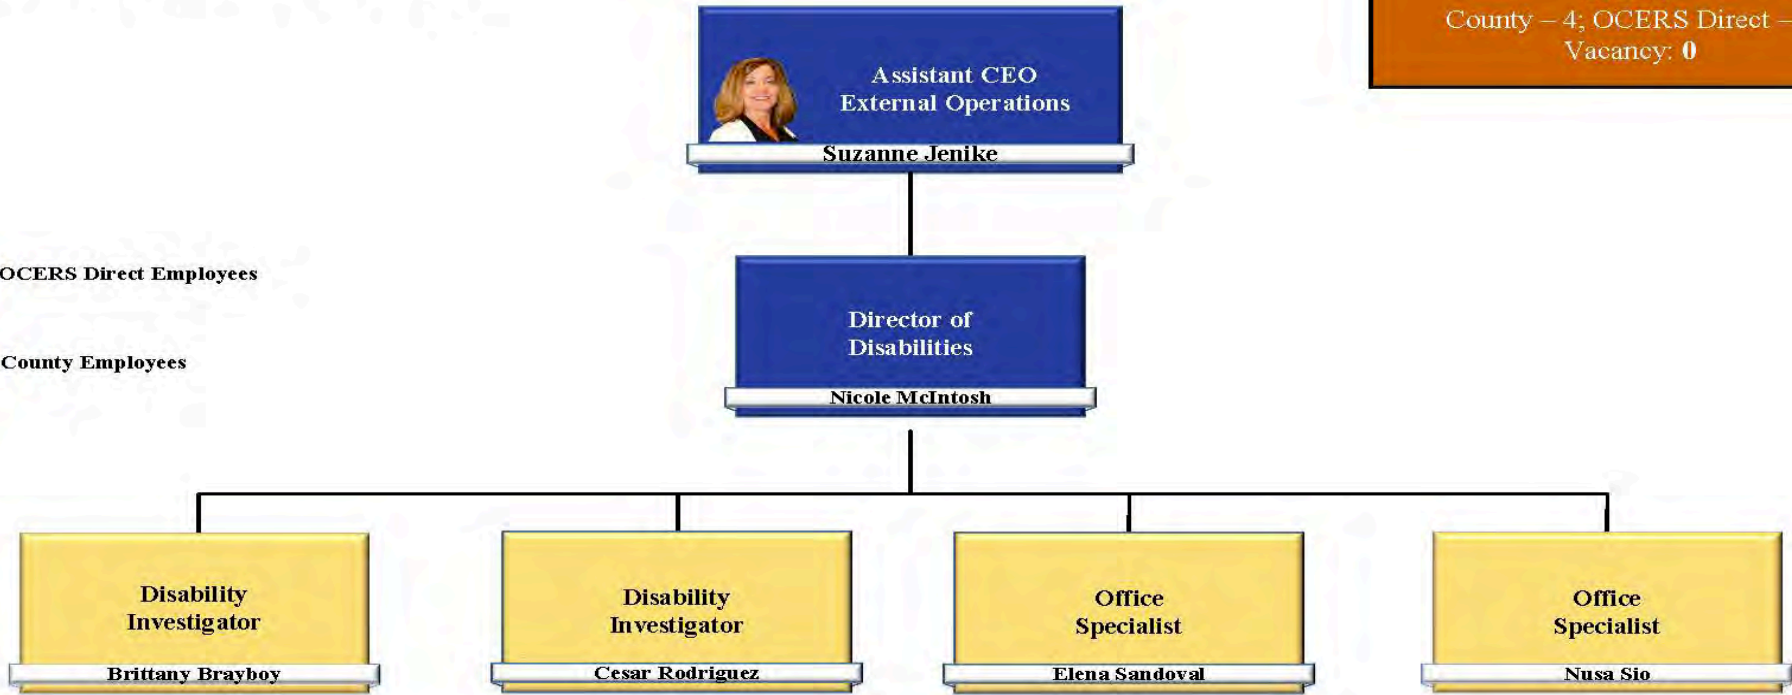 County – 4; OCERS Direct –
Vacancy: 0
Assistant CEO
External Operations
Suzanne Jenike
OCERS Direct Employees
County Employees
Director of
Disabilities
Nicole McIntosh
Disability
Investigator
Brittany Brayboy
Disability
Investigator
Cesar Rodriguez
Office
Specialist
Elena Sandoval
Office
Specialist
Nusa Sio